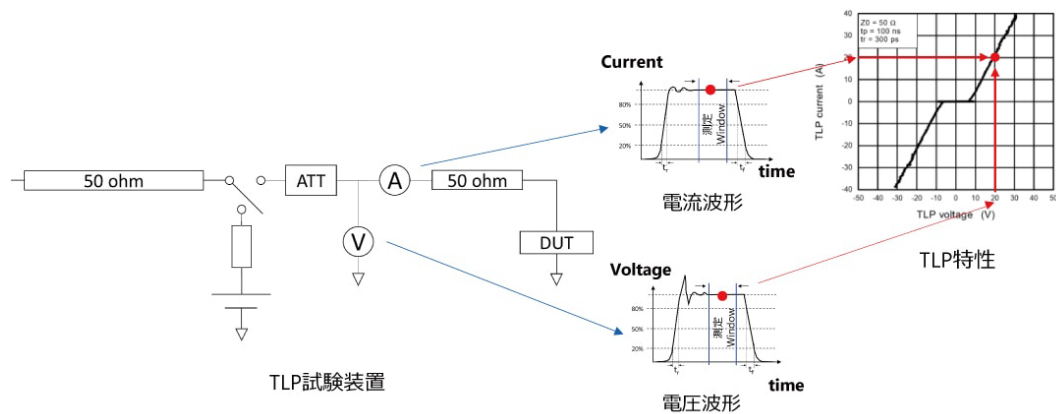 50 ohm
ATT
A
50 ohm
V
DUT
TLP試験装置
Current
80%
50%
20%
測定
Window
tr
tf
time
電流波形
Voltage
80%
50%
20%
測定
Window
tr
tf
time
電圧波形
Z0 = 50 Ω
tp = 100 ns
tr = 300 ps
TLP current (A)
40
30
20
10
0
-10
-20
-30
-40
-50 -40 -30 -20 -10 0 10 20 30 40 50
TLP voltage (V)
TLP特性